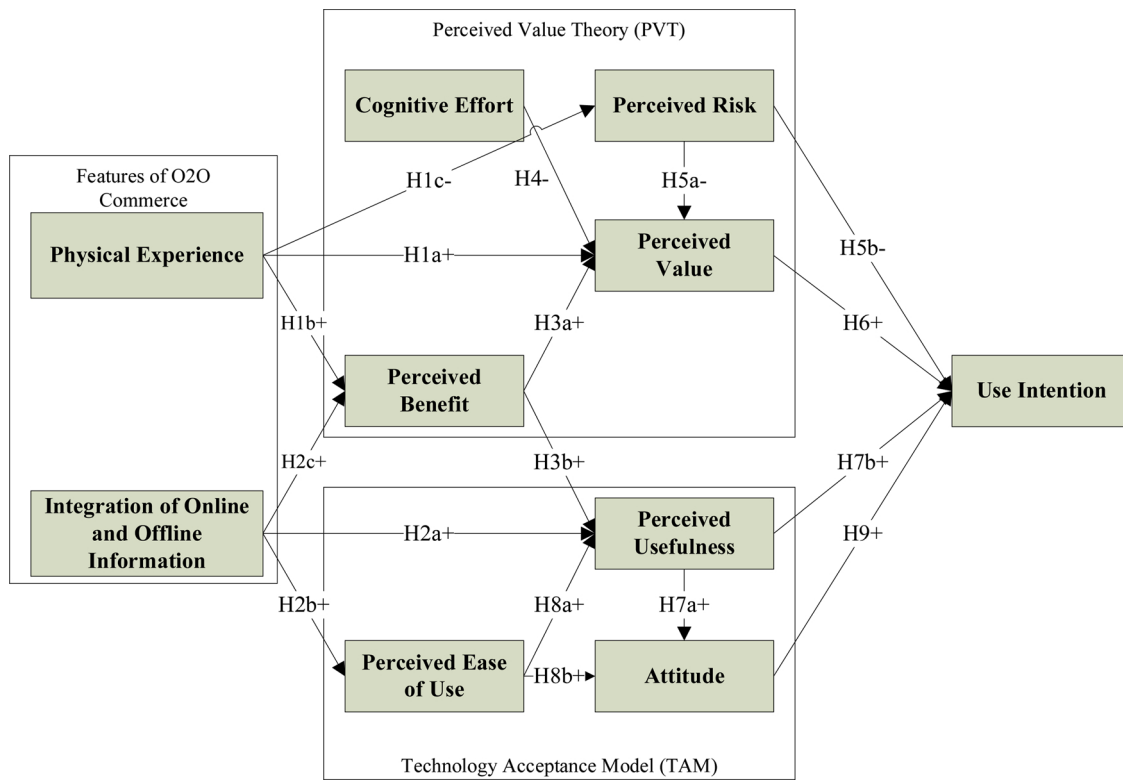 Perceived Value Theory (PVT)
Cognitive Effort
Perceived Risk
Features of O2O
Commerce
H1c-
H4-
H5a-
Physical Experience
H1a+
Perceived
Value
H5b-
H1b+
H3a+
H6+
Perceived
Benefit
Use Intention
H2c+
H3b+
H7b+
Integration of Online
and Offline
Information
H2a+
Perceived
Usefulness
H9+
H2b+
H8a+
H7a+
Perceived Ease
of Use
H8b+
Attitude
Technology Acceptance Model (TAM)